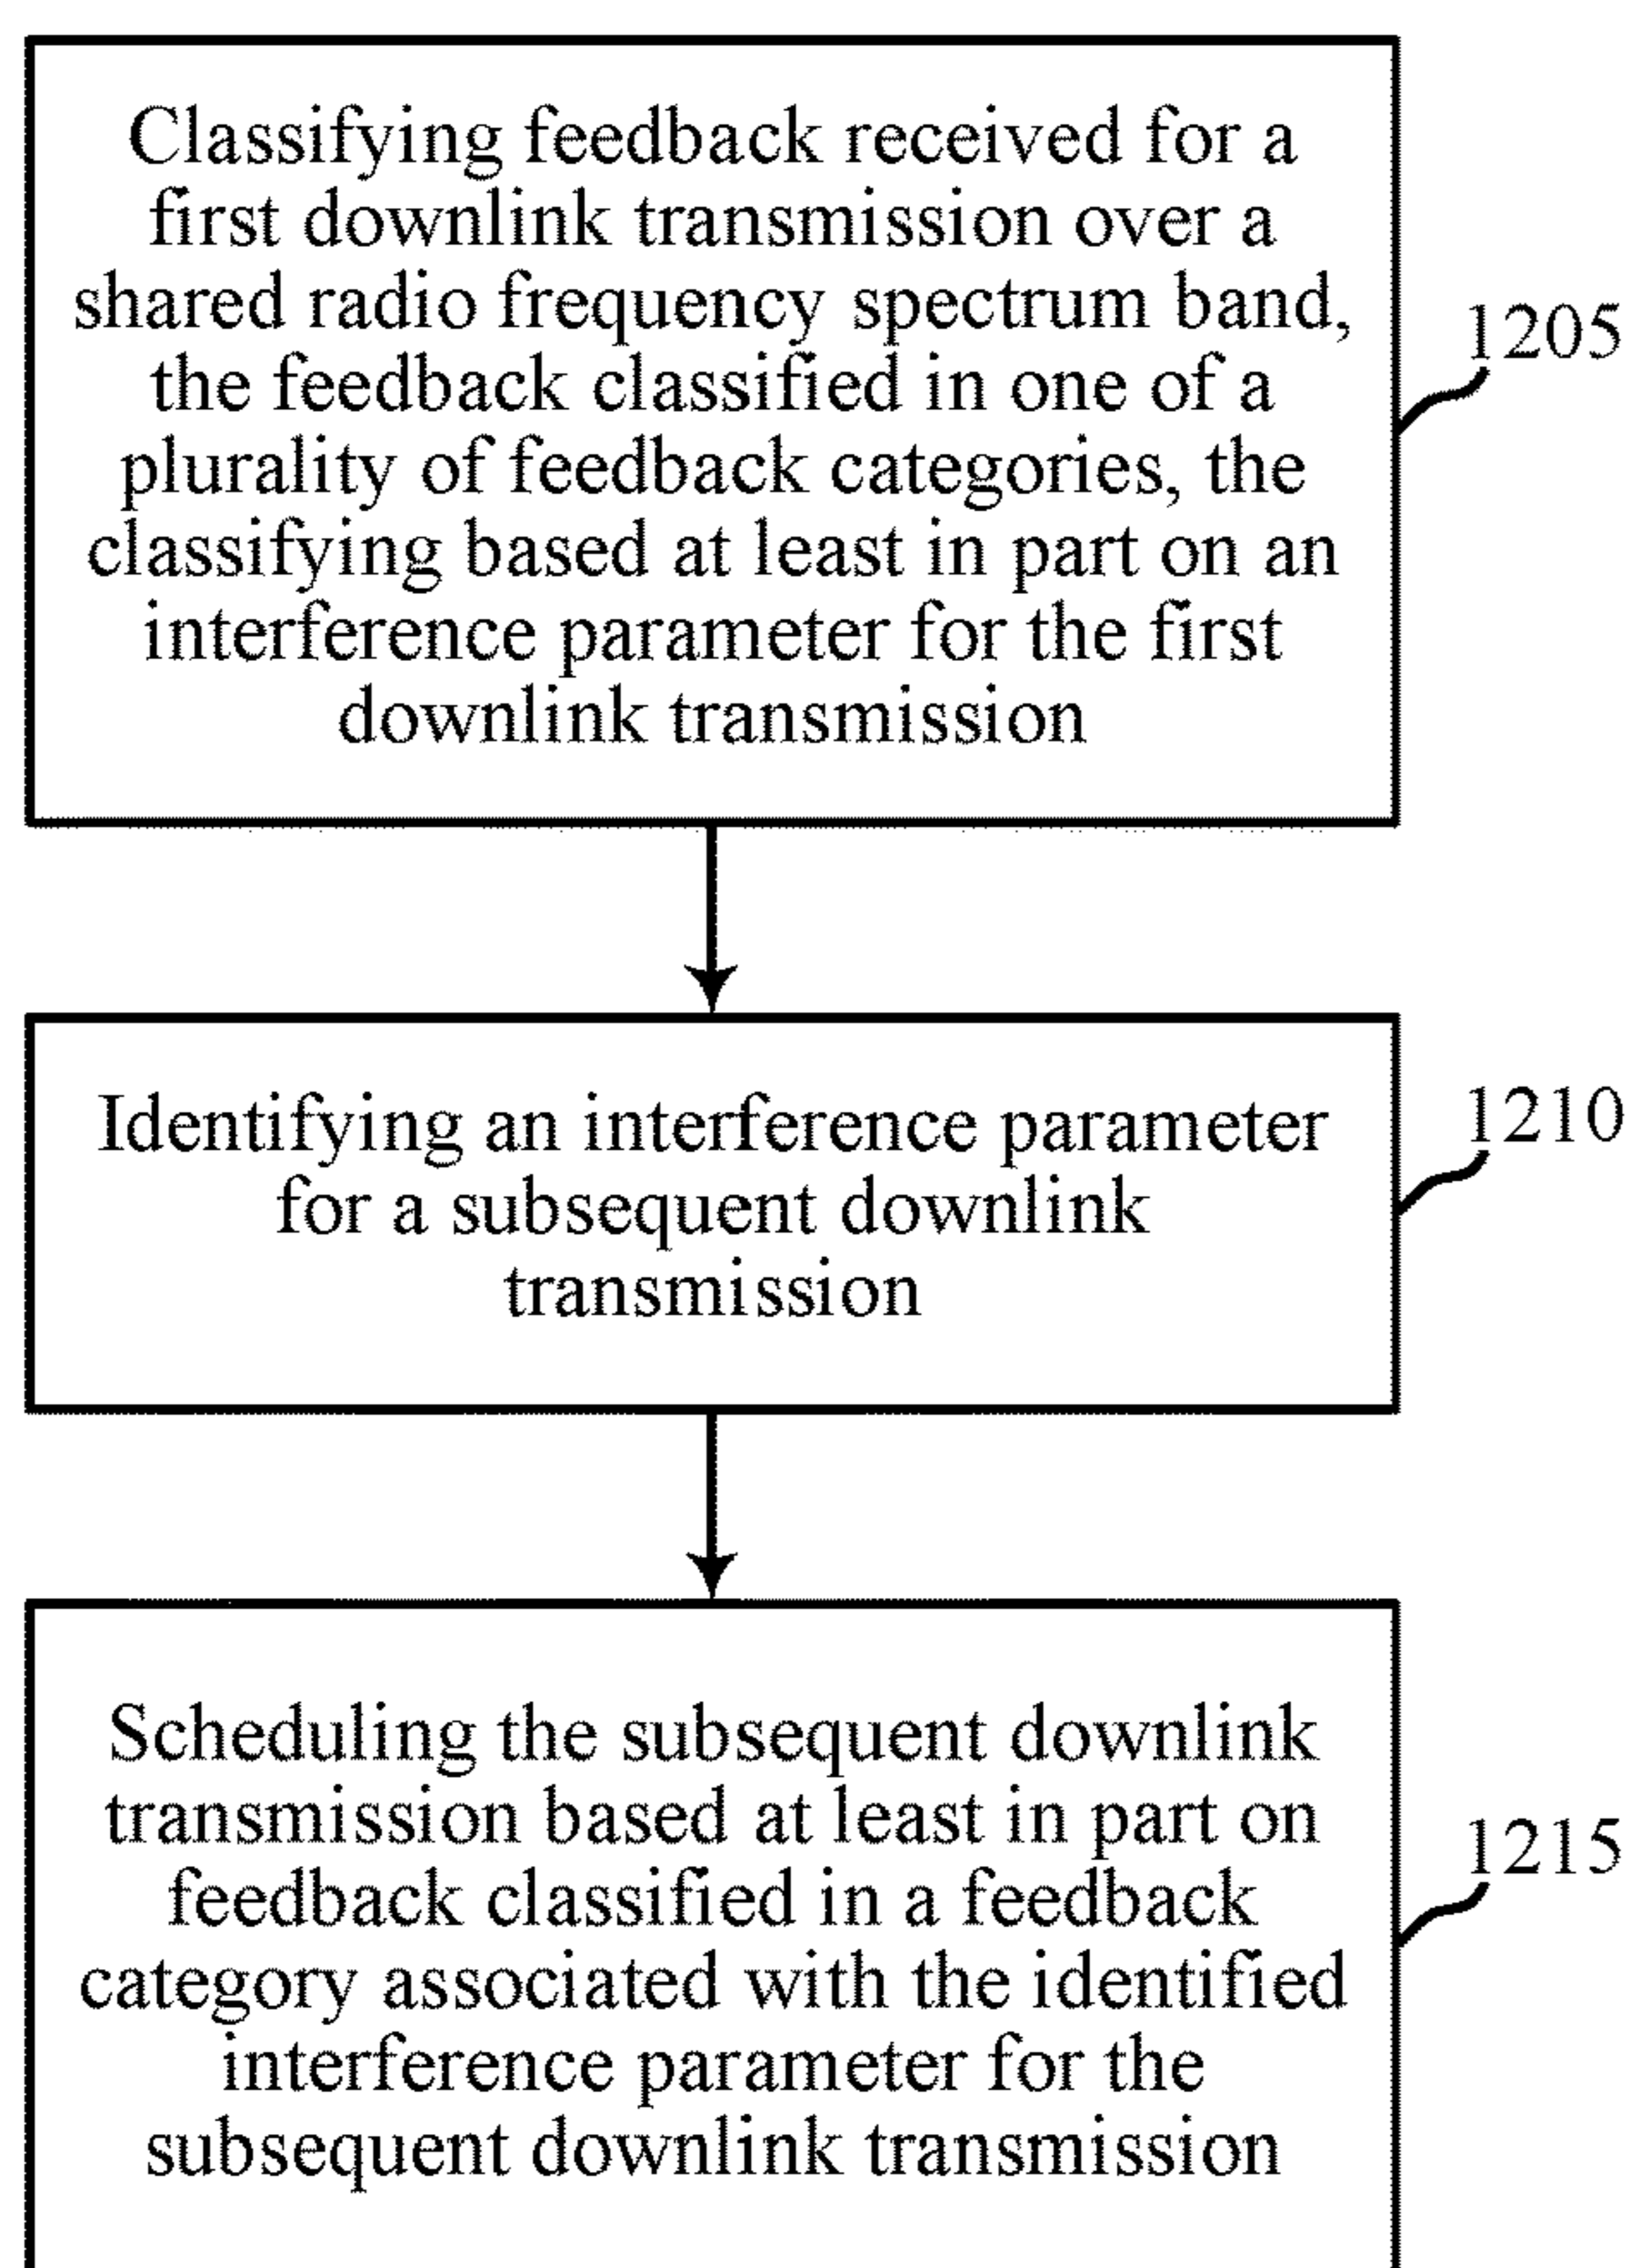 Classifying feedback received for a
first downlink transmission over a
shared radio frequency spectrum band,
the feedback classified in one of a
plurality of feedback categories, the
classifying based at least in part on an
interference parameter for the first
downlink transmission
1205
Identifying an interference parameter
for a subsequent downlink
transmission
1210
Scheduling the subsequent downlink
transmission based at least in part on
feedback classified in a feedback
category associated with the identified
interference parameter for the
subsequent downlink transmission
1215